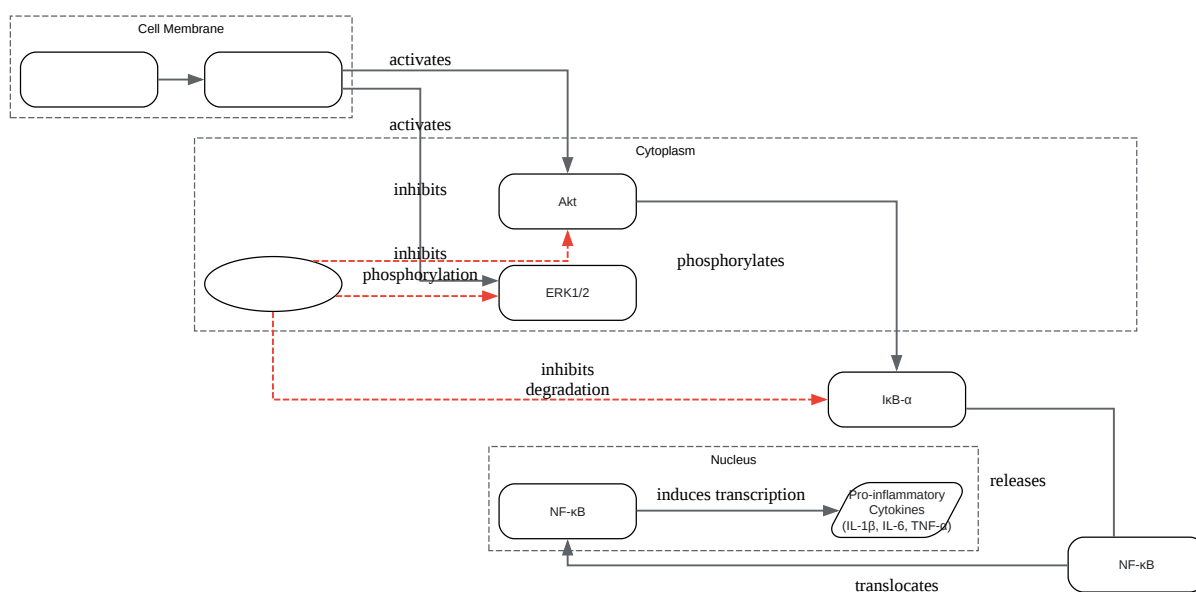 Cell Membrane
activates
activates
Cytoplasm
inhibits
Akt
inhibits
phosphorylation
phosphorylates
ERK1/2
inhibits
degradation
IκB-α
Nucleus
NF-κB
induces transcription
Pro-inflammatory
Cytokines
(IL-1β, IL-6, TNF-α)
releases
NF-κB
translocates